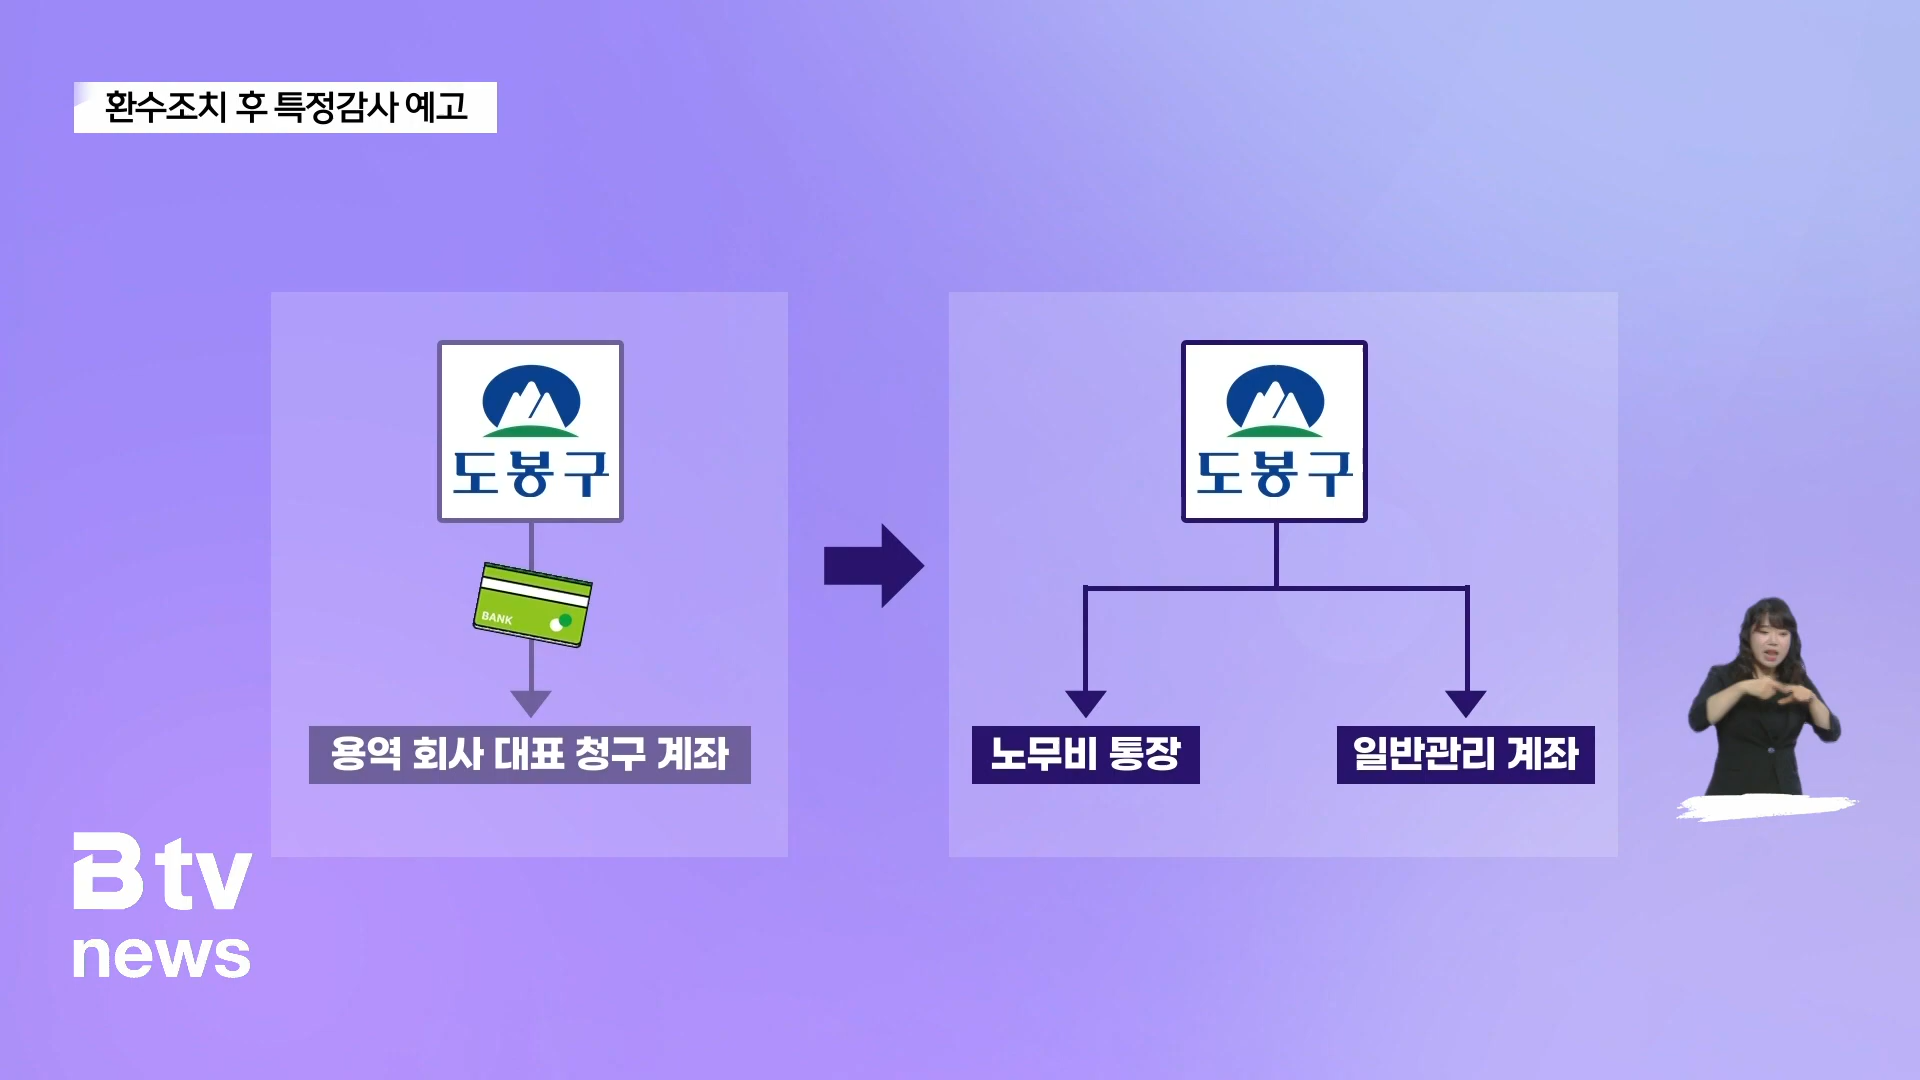 환수조치 후 특정감사 예고
도봉구
BANK
용역 회사 대표 청구 계좌
도봉구
노무비 통장
일반관리 계좌
B tv
news